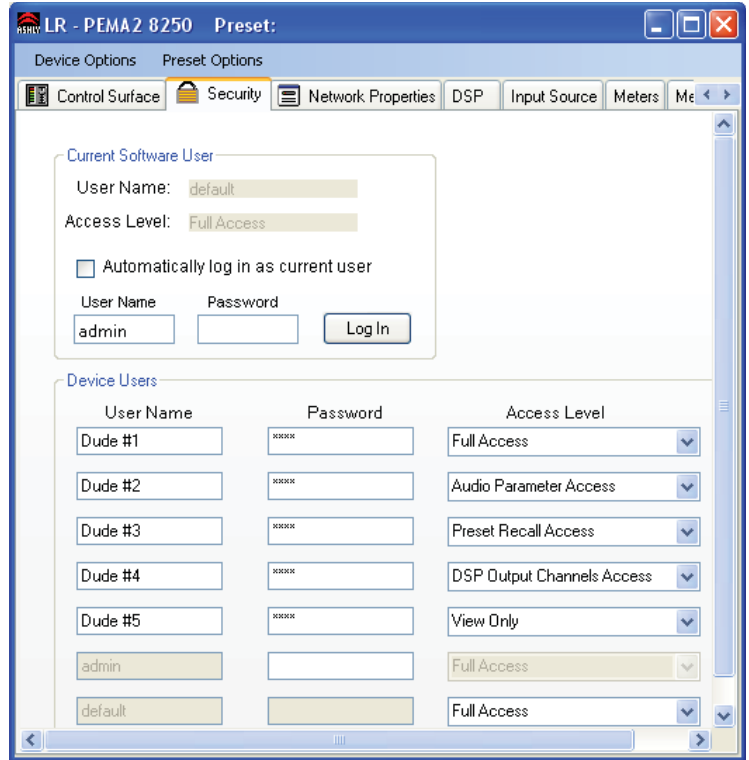 ASHLY LR - PEMA2 8250 Preset:
Device Options Preset Options
Control Surface Security Network Properties DSP Input Source Meters Me
Current Software User
User Name: default
Access Level: Full Access
Automatically log in as current user
User Name Password
admin Log In
Device Users
User Name Password Access Level
Dude #1 **** Full Access
Dude #2 **** Audio Parameter Access
Dude #3 **** Preset Recall Access
Dude #4 **** DSP Output Channels Access
Dude #5 **** View Only
admin Full Access
default Full Access